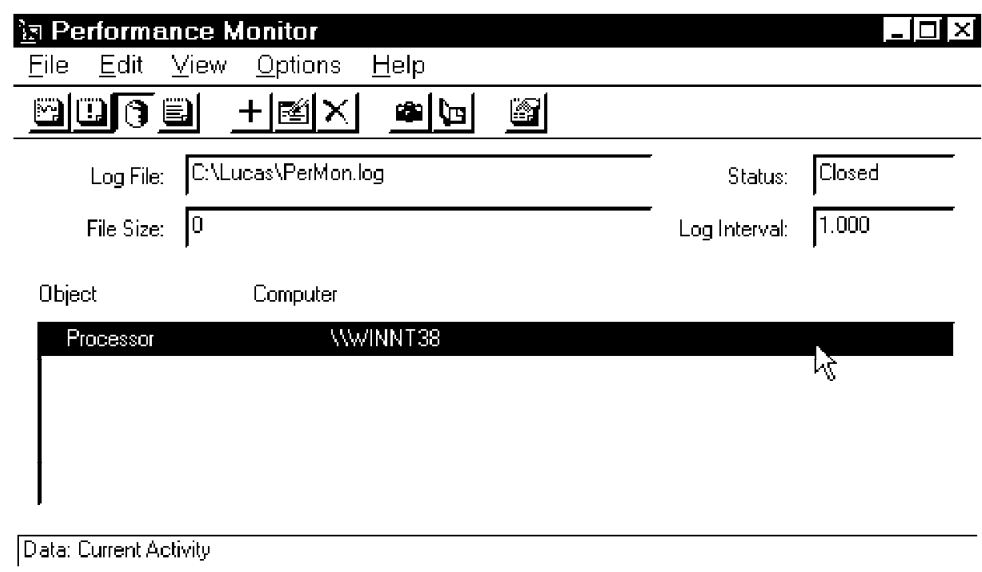 Performance Monitor
File Edit View Options Help
Log File: C:\Lucas\PerMon.log Status: Closed
File Size: 0 Log Interval: 1.000
Object Computer
Processor \\WINNT38
Data: Current Activity